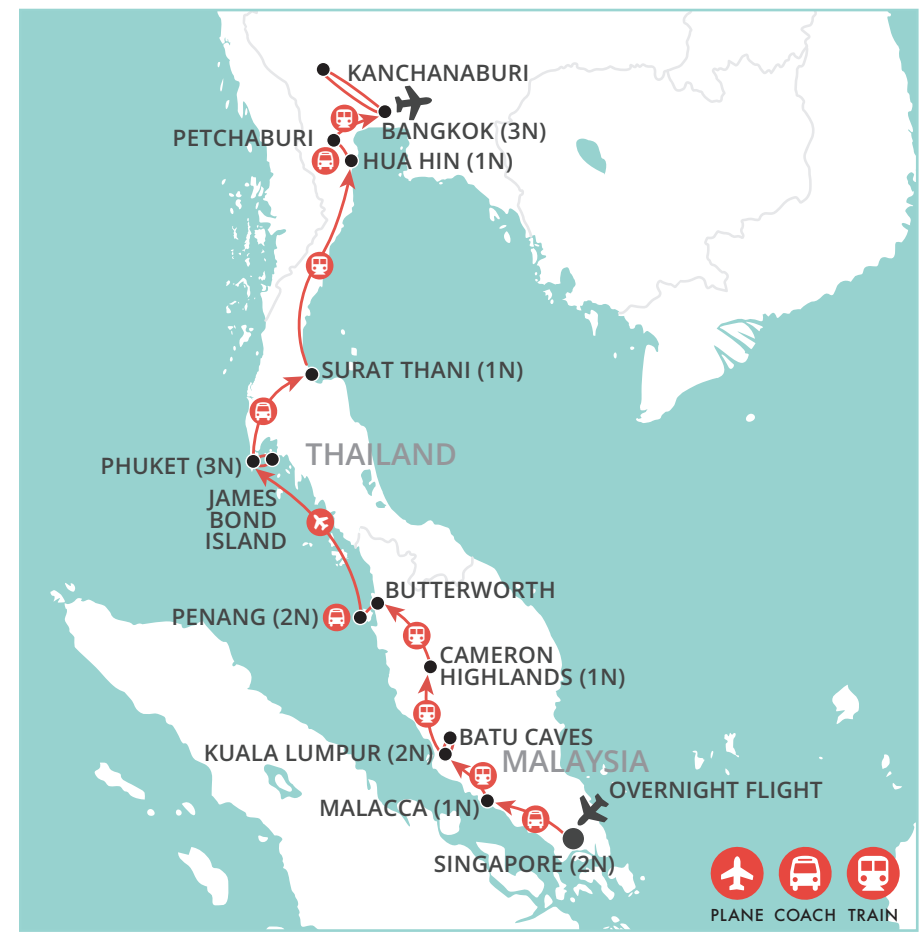 KANCHANABURI
BANGKOK (3N)
PETCHABURI
HUA HIN (1N)
SURAT THANI (1N)
THAILAND
PHUKET (3N)
JAMES
BOND
ISLAND
BUTTERWORTH
PENANG (2N)
CAMERON
HIGHLANDS (1N)
BATU CAVES
KUALA LUMPUR (2N)
MALAYSIA
OVERNIGHT FLIGHT
MALACCA (1N)
SINGAPORE (2N)
PLANE COACH TRAIN